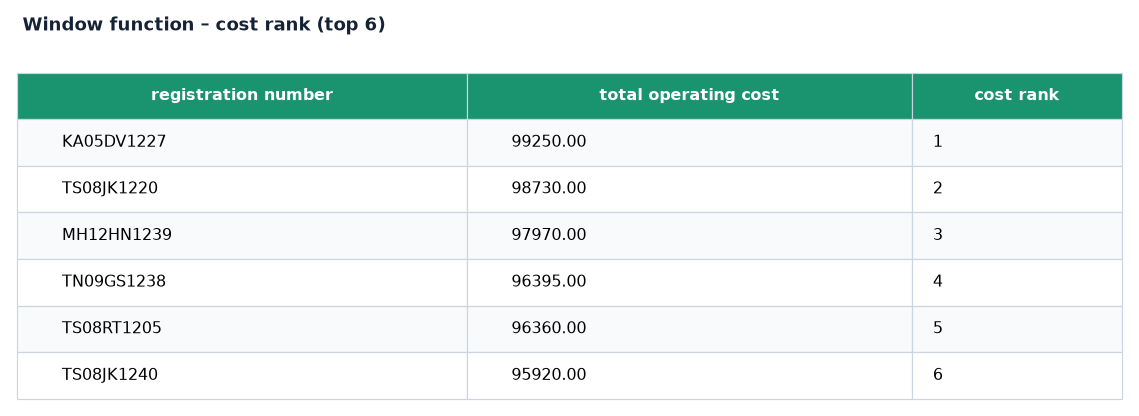 Window function – cost rank (top 6)
registration number total operating cost cost rank
KA05DV1227 99250.00 1
TS08JK1220 98730.00 2
MH12HN1239 97970.00 3
TN09GS1238 96395.00 4
TS08RT1205 96360.00 5
TS08JK1240 95920.00 6